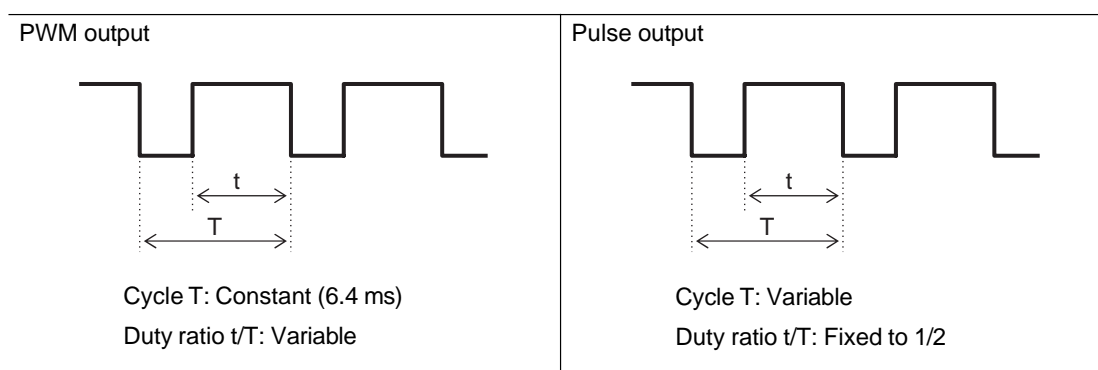 PWM output
t
T
Cycle T: Constant (6.4 ms)
Duty ratio t/T: Variable
Pulse output
t
T
Cycle T: Variable
Duty ratio t/T: Fixed to 1/2